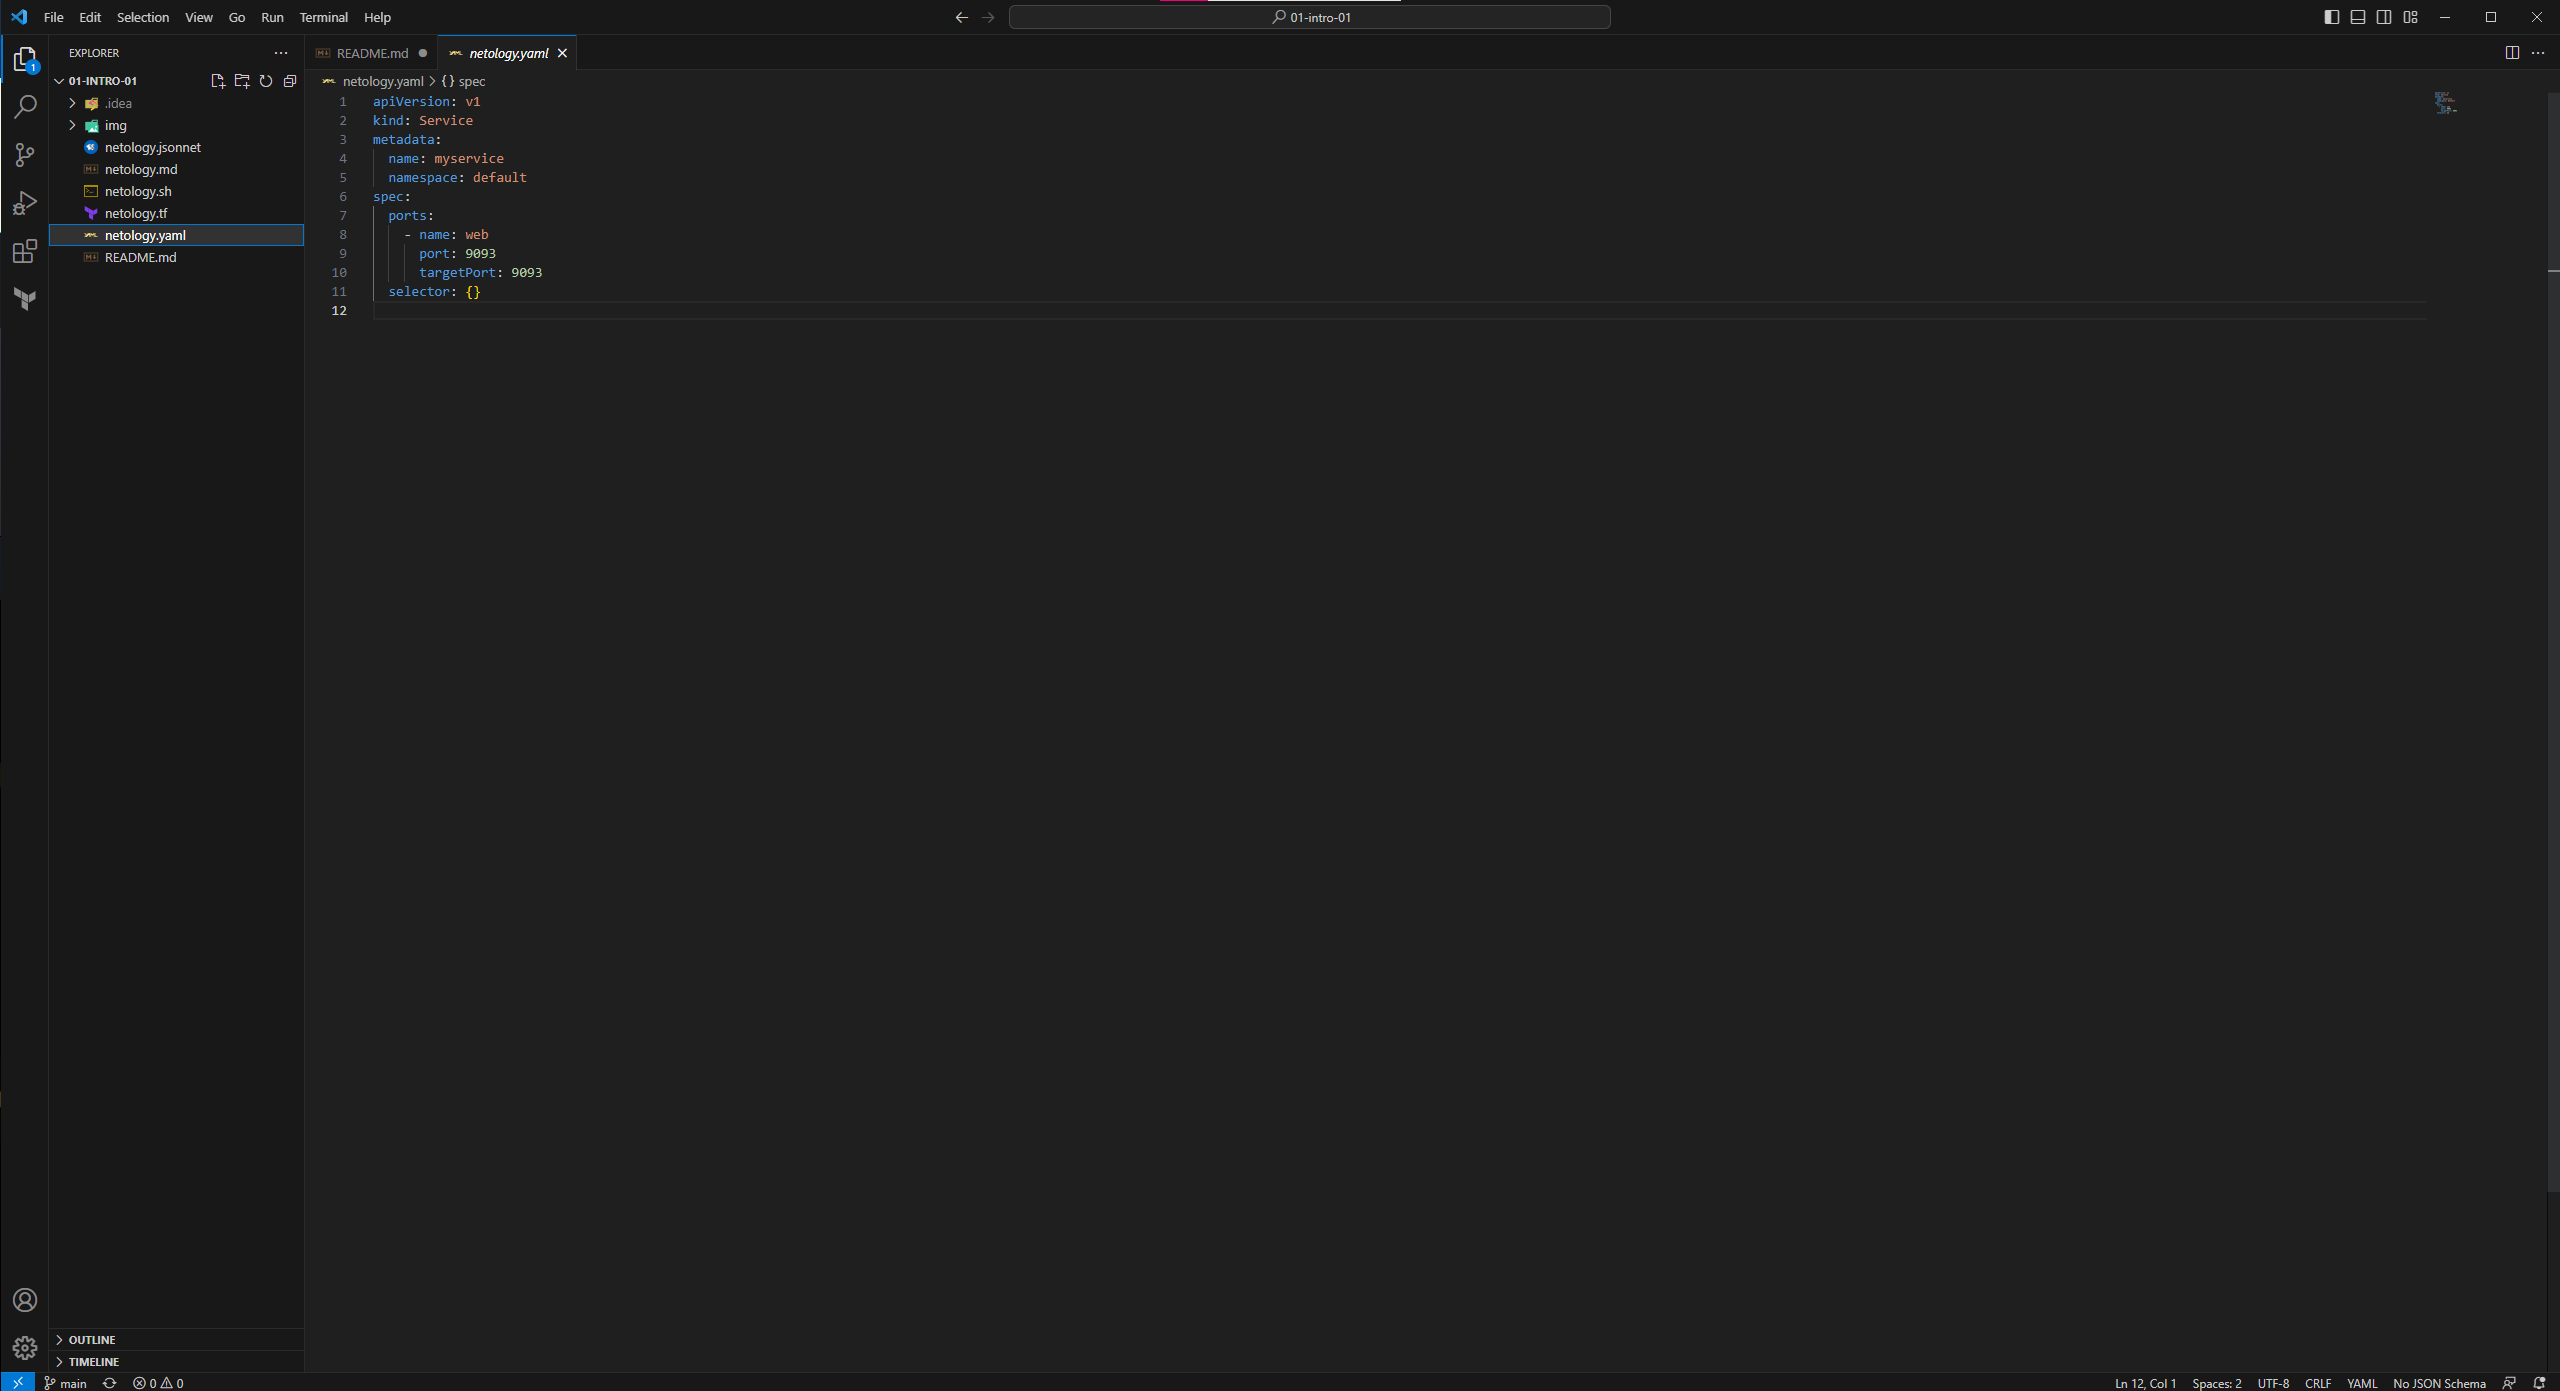 File Edit Selection View Go Run Terminal Help
01-intro-01
EXPLORER
1
01-INTRO-01
.idea
img
netology.jsonnet
netology.md
netology.sh
netology.tf
netology.yaml
README.md
OUTLINE
TIMELINE
README.md netology.yaml
netology.yaml > {} spec
1 apiVersion: v1
2 kind: Service
3 metadata:
4   name: myservice
5   namespace: default
6 spec:
7   ports:
8     - name: web
9       port: 9093
10       targetPort: 9093
11   selector: {}
12
main 0 0
Ln 12, Col 1 Spaces: 2 UTF-8 CRLF YAML No JSON Schema